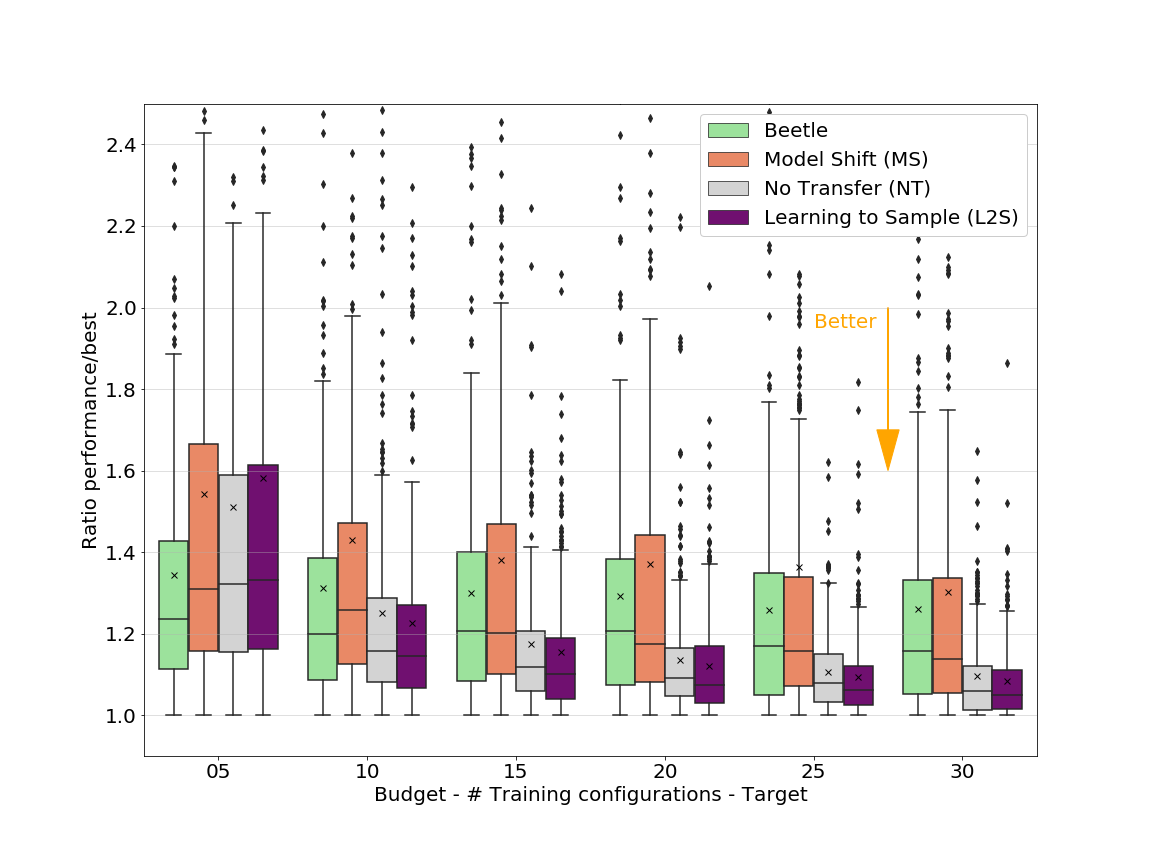 Ratio performance/best
2.4
2.2
2.0
1.8
1.6
1.4
1.2
1.0
Beetle
Model Shift (MS)
No Transfer (NT)
Learning to Sample (L2S)
Better
05 10 15 20 25 30
Budget - # Training configurations - Target